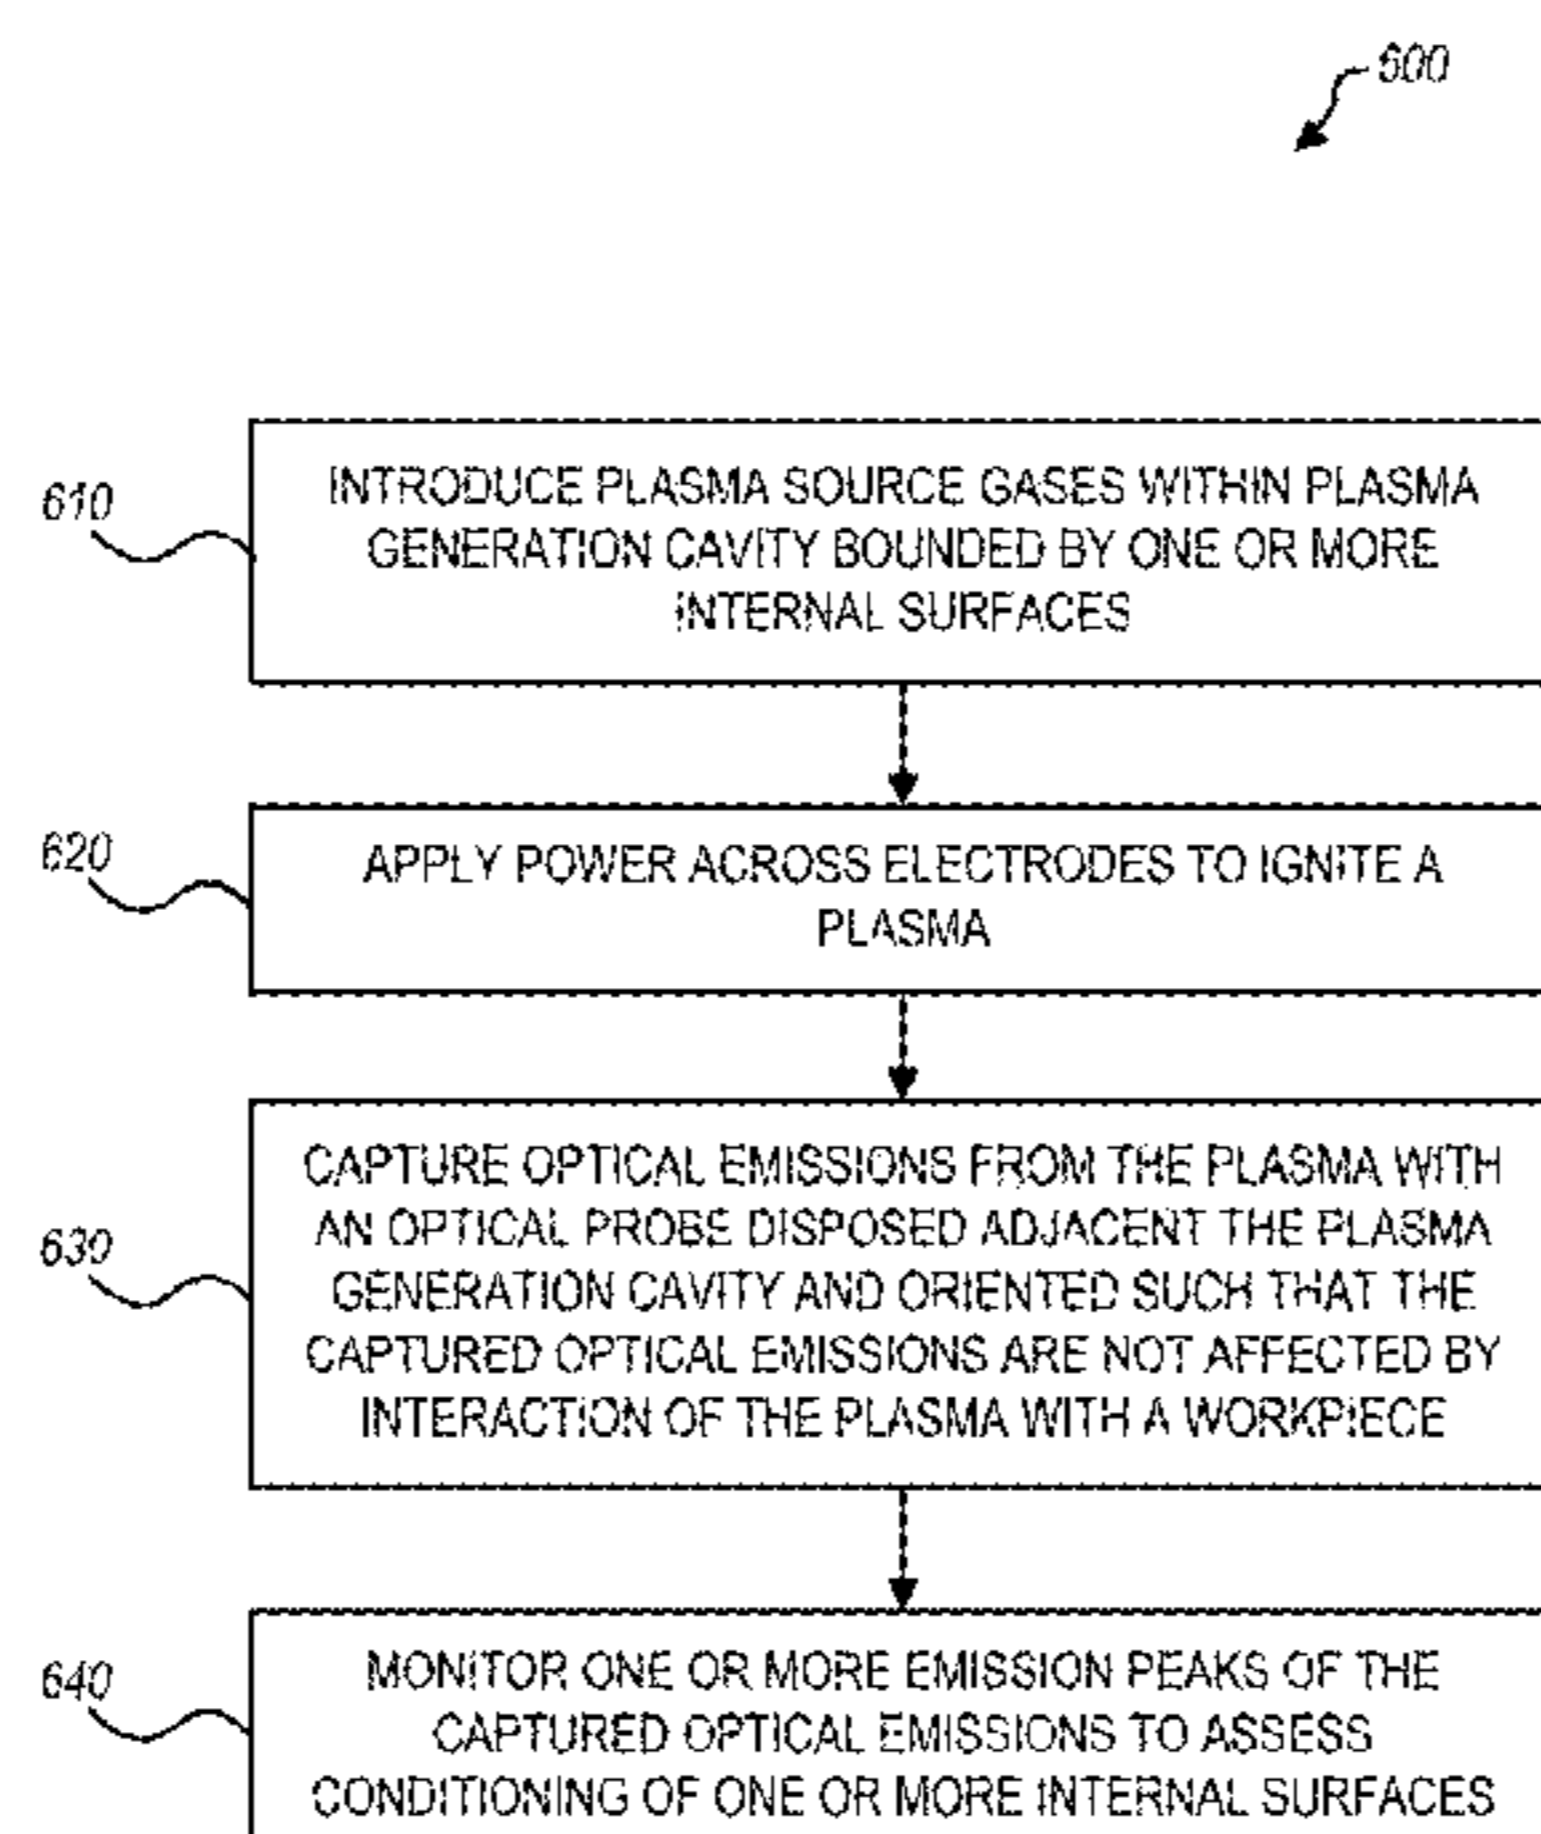 600
610
INTRODUCE PLASMA SOURCE GASES WITHIN PLASMA
GENERATION CAVITY BOUNDED BY ONE OR MORE
INTERNAL SURFACES
620
APPLY POWER ACROSS ELECTRODES TO IGNITE A
PLASMA
630
CAPTURE OPTICAL EMISSIONS FROM THE PLASMA WITH
AN OPTICAL PROBE DISPOSED ADJACENT THE PLASMA
GENERATION CAVITY AND ORIENTED SUCH THAT THE
CAPTURED OPTICAL EMISSIONS ARE NOT AFFECTED BY
INTERACTION OF THE PLASMA WITH A WORKPIECE
640
MONITOR ONE OR MORE EMISSION PEAKS OF THE
CAPTURED OPTICAL EMISSIONS TO ASSESS
CONDITIONING OF ONE OR MORE INTERNAL SURFACES